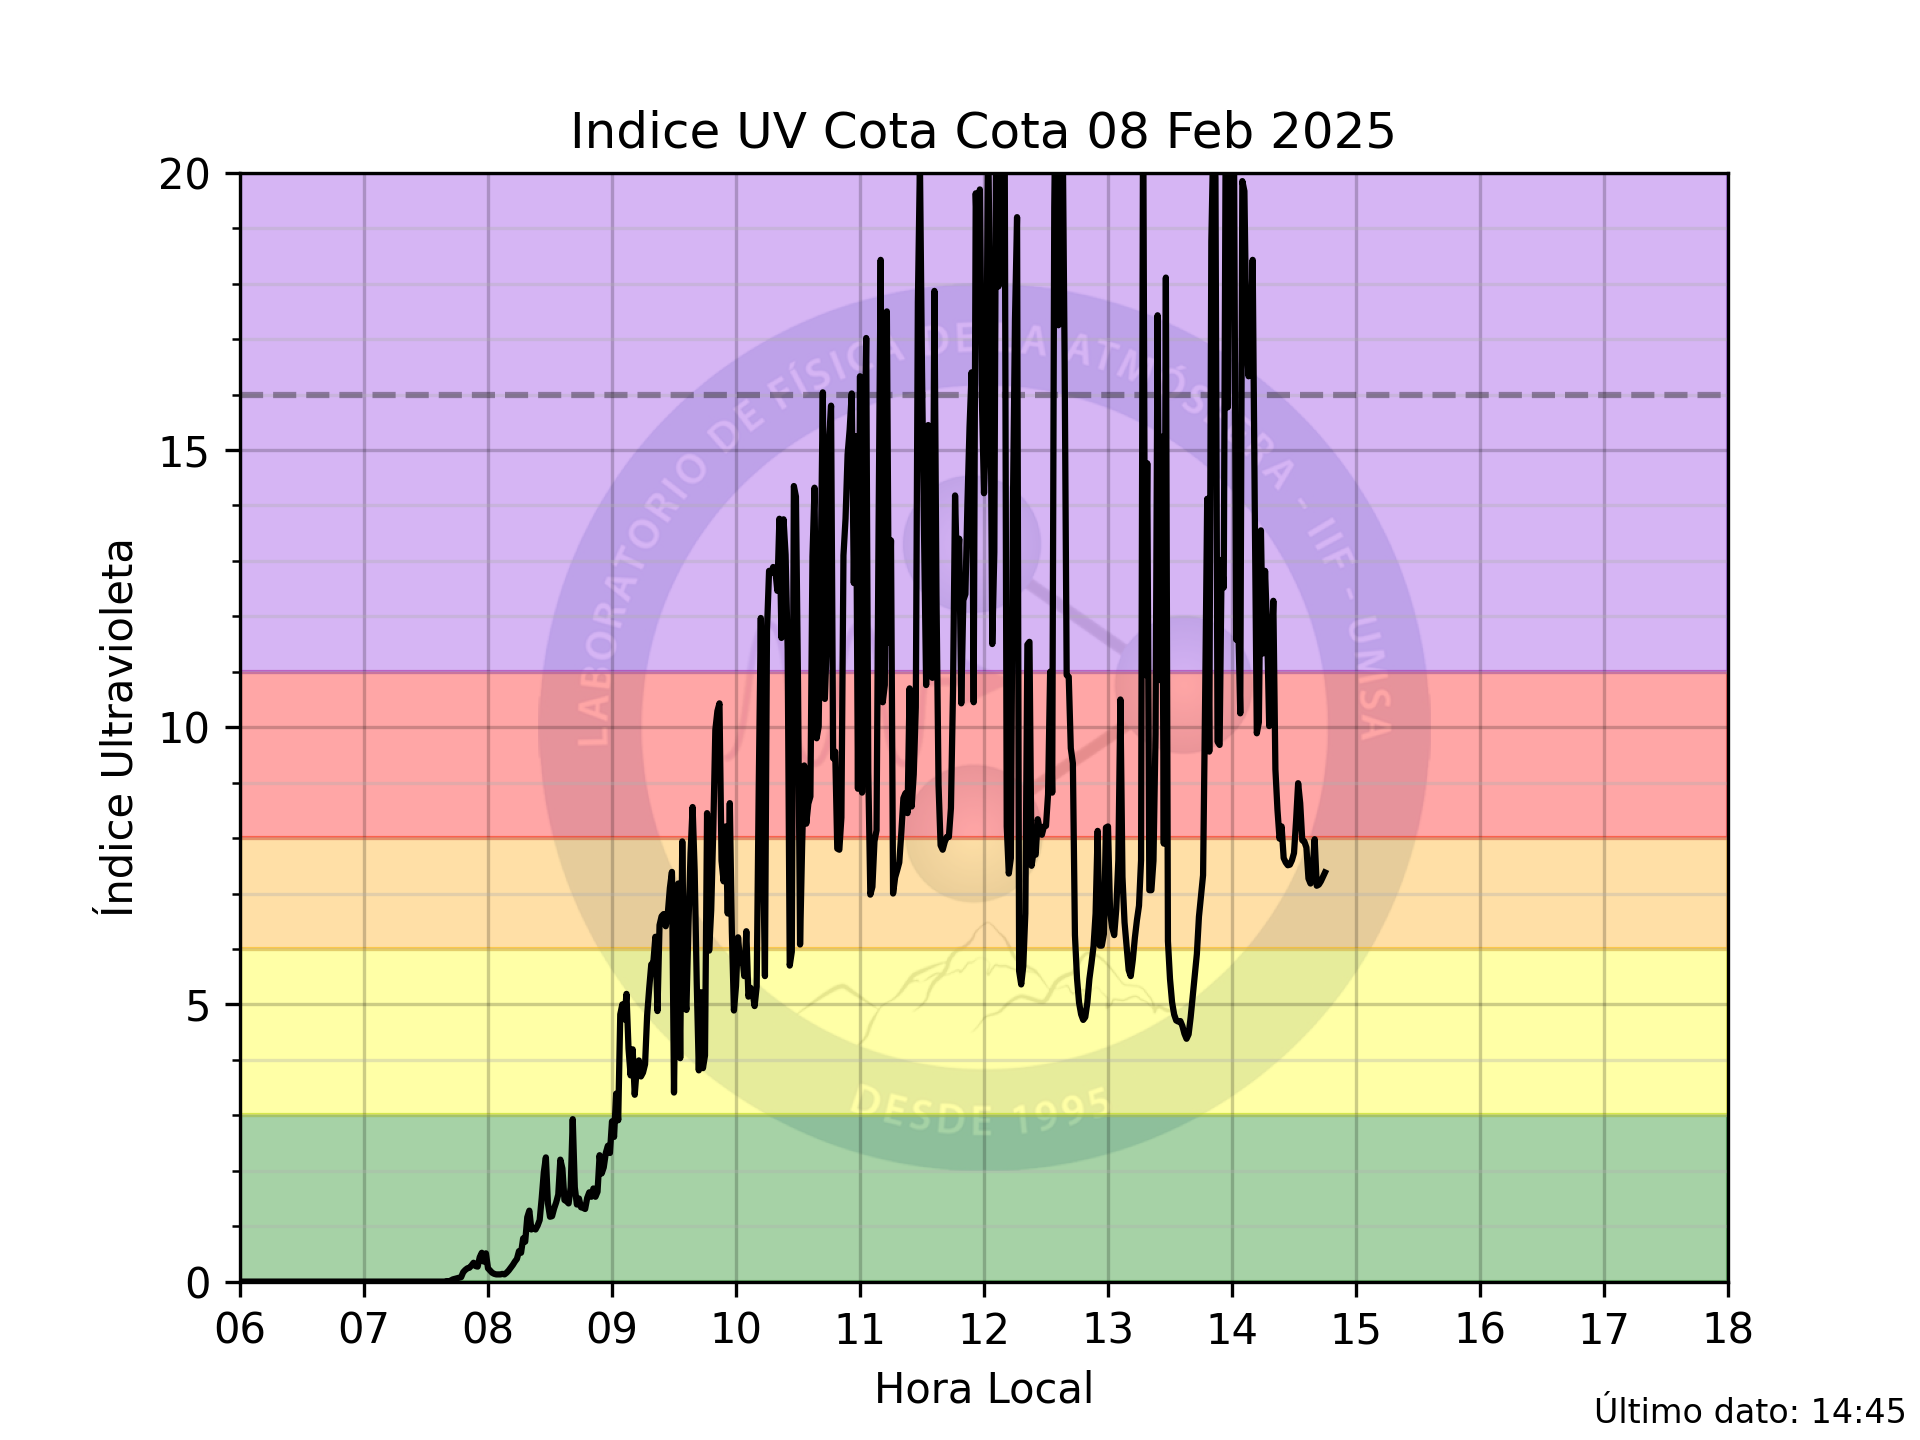 Indice UV Cota Cota 08 Feb 2025
20
15
10
5
0
Índice Ultravioleta
LABORATORIO DE FÍSICA DE LA ATMÓSFERA - IIF - UMSA
DESDE 1995
06 07 08 09 10 11 12 13 14 15 16 17 18
Hora Local
Último dato: 14:45